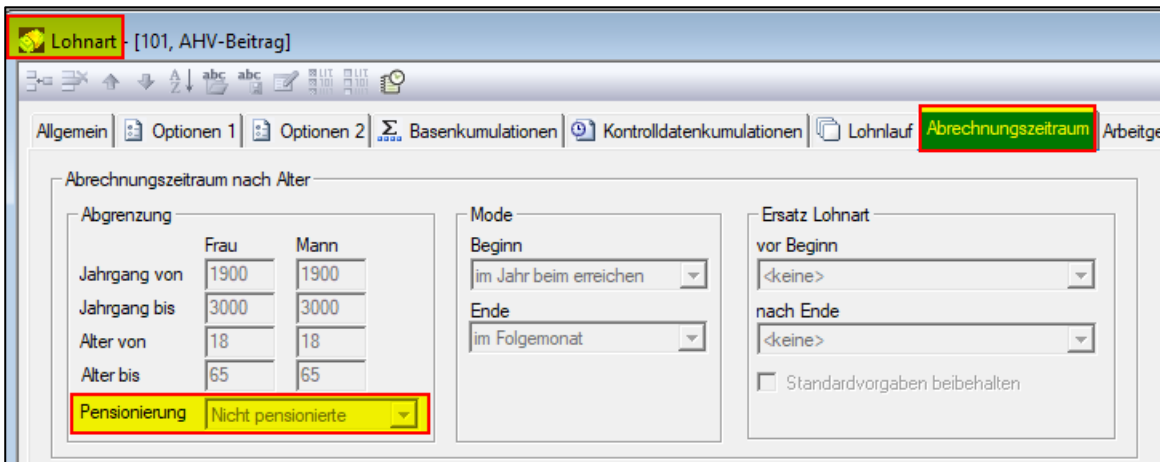 Lohnart - [101, AHV-Beitrag]
Allgemein Optionen 1 Optionen 2 Basenkumulationen Kontrolldatenkumulationen Lohnlauf Abrechnungszeitraum Arbeitge
Abrechnungszeitraum nach Alter
Abgrenzung
Frau Mann
Jahrgang von 1900 1900
Jahrgang bis 3000 3000
Alter von 18 18
Alter bis 65 65
Pensionierung Nicht pensionierte
Mode
Beginn
im Jahr beim erreichen
Ende
im Folgemonat
Ersatz Lohnart
vor Beginn
<keine>
nach Ende
<keine>
Standardvorgaben beibehalten